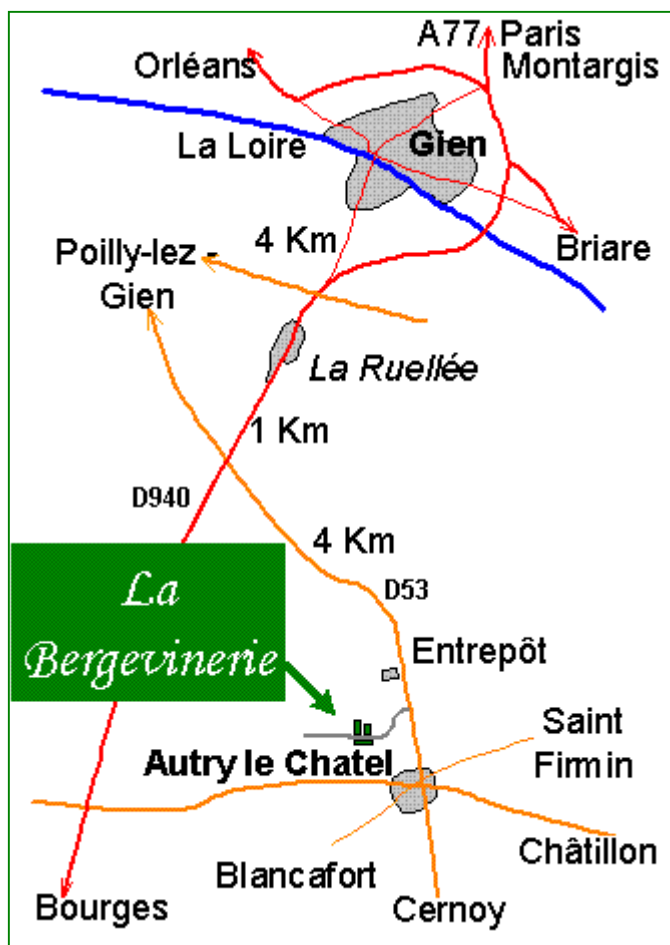 A77 Paris
Orléans Montargis
La Loire Gien
4 Km
Briare
Poilly-lez -
Gien
La Ruellée
1 Km
D940
4 Km
D53
La
Bergevinerie
Entrepôt
Saint
Firmin
Autry le Chatel
Châtillon
Blancafort
Bourges
Cernoy